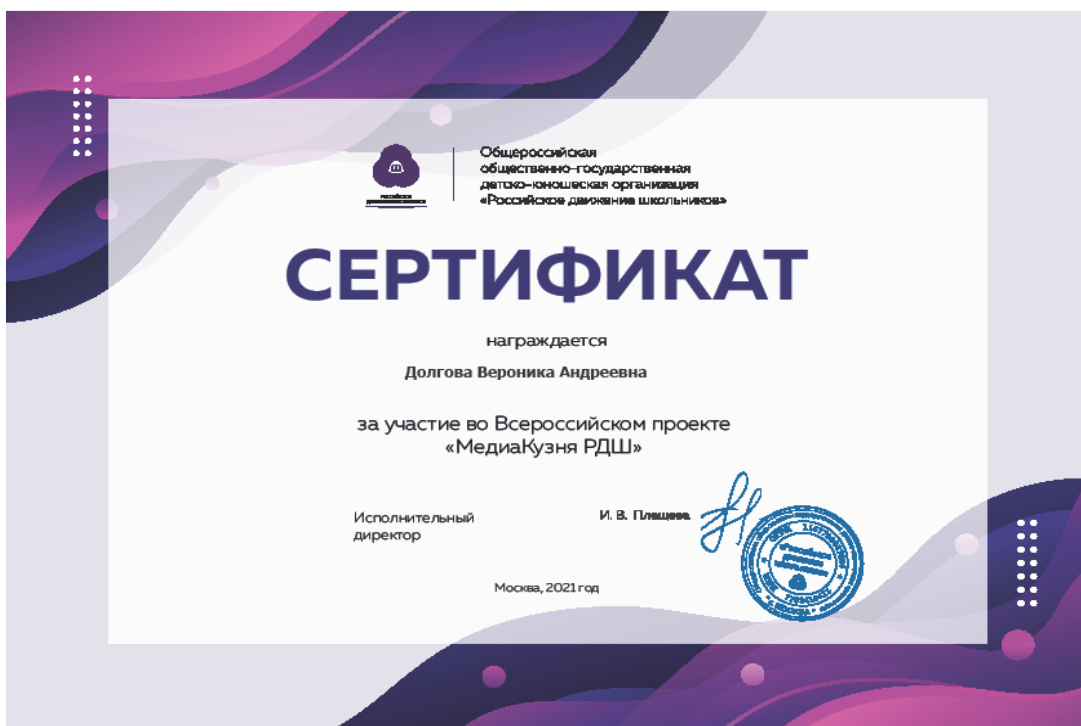 Общероссийская
общественно-государственная
детско-юношеская организация
«Российское движение школьников»
СЕРТИФИКАТ
награждается
Долгова Вероника Андреевна
за участие во Всероссийском проекте
«МедиаКузня РДШ»
Исполнительный
директор
И. В. Плещева
Москва, 2021 год